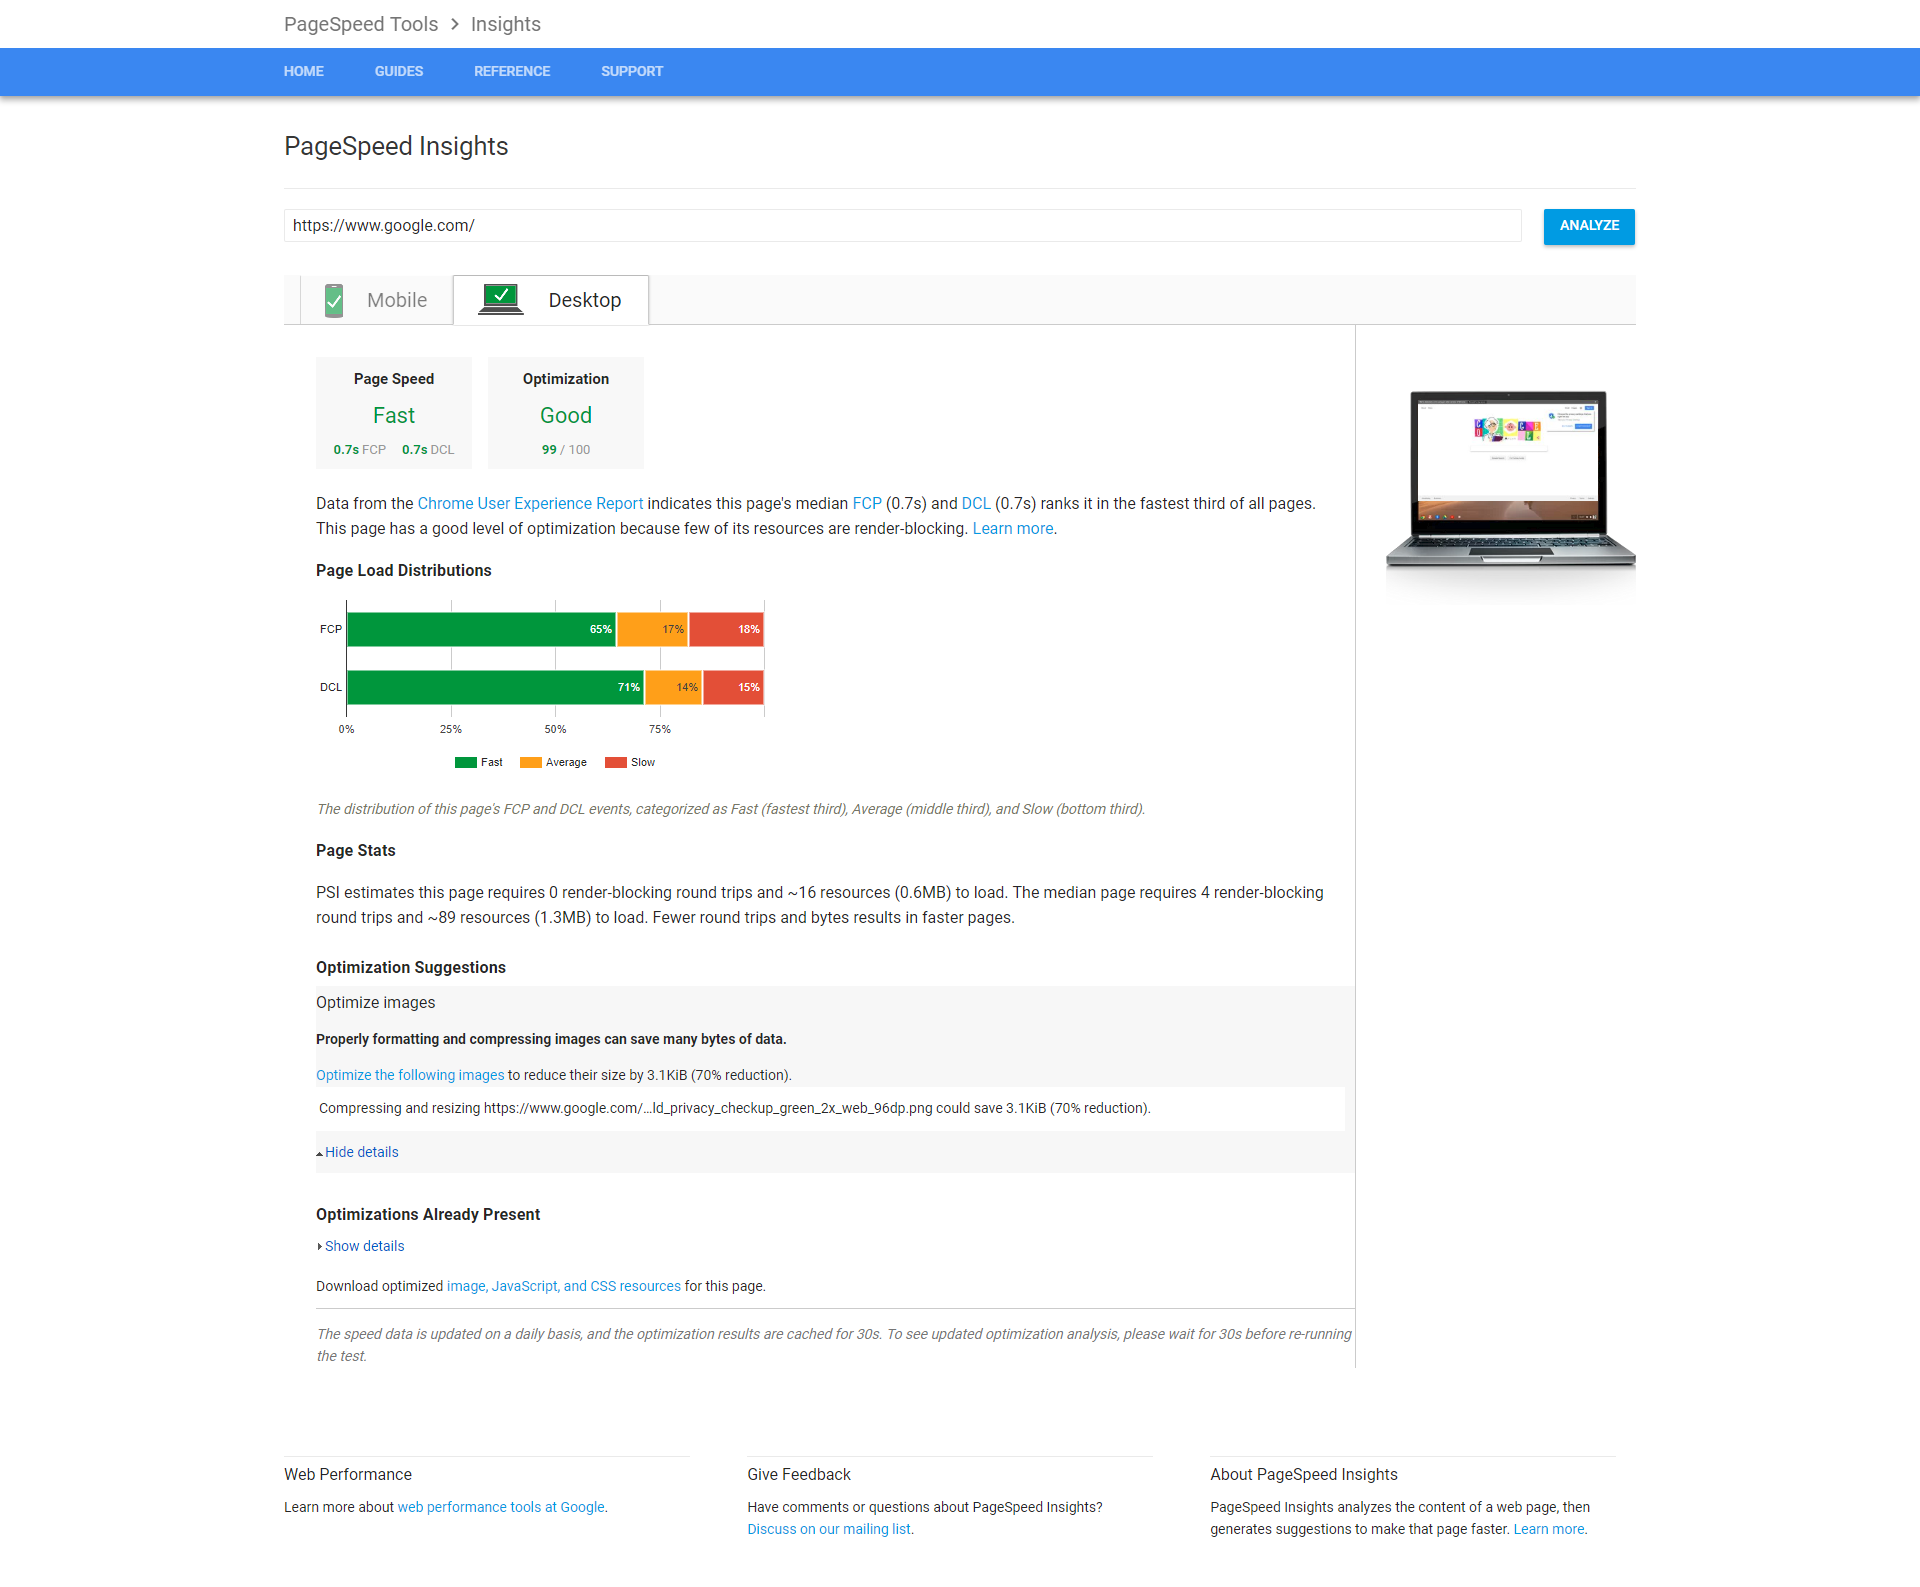 PageSpeed Tools > Insights
HOME GUIDES REFERENCE SUPPORT
PageSpeed Insights
https://www.google.com/
ANALYZE
Mobile
Desktop
Page Speed
Fast
0.7s FCP 0.7s DCL
Optimization
Good
99 / 100
Data from the Chrome User Experience Report indicates this page's median FCP (0.7s) and DCL (0.7s) ranks it in the fastest third of all pages.
This page has a good level of optimization because few of its resources are render-blocking. Learn more.
Page Load Distributions
FCP 65% 17% 18%
DCL 71% 14% 15%
0% 25% 50% 75%
Fast Average Slow
The distribution of this page's FCP and DCL events, categorized as Fast (fastest third), Average (middle third), and Slow (bottom third).
Page Stats
PSI estimates this page requires 0 render-blocking round trips and ~16 resources (0.6MB) to load. The median page requires 4 render-blocking
round trips and ~89 resources (1.3MB) to load. Fewer round trips and bytes results in faster pages.
Optimization Suggestions
Optimize images
Properly formatting and compressing images can save many bytes of data.
Optimize the following images to reduce their size by 3.1KiB (70% reduction).
Compressing and resizing https://www.google.com/…ld_privacy_checkup_green_2x_web_96dp.png could save 3.1KiB (70% reduction).
Hide details
Optimizations Already Present
Show details
Download optimized image, JavaScript, and CSS resources for this page.
The speed data is updated on a daily basis, and the optimization results are cached for 30s. To see updated optimization analysis, please wait for 30s before re-running
the test.
Web Performance
Learn more about web performance tools at Google.
Give Feedback
Have comments or questions about PageSpeed Insights?
Discuss on our mailing list.
About PageSpeed Insights
PageSpeed Insights analyzes the content of a web page, then
generates suggestions to make that page faster. Learn more.